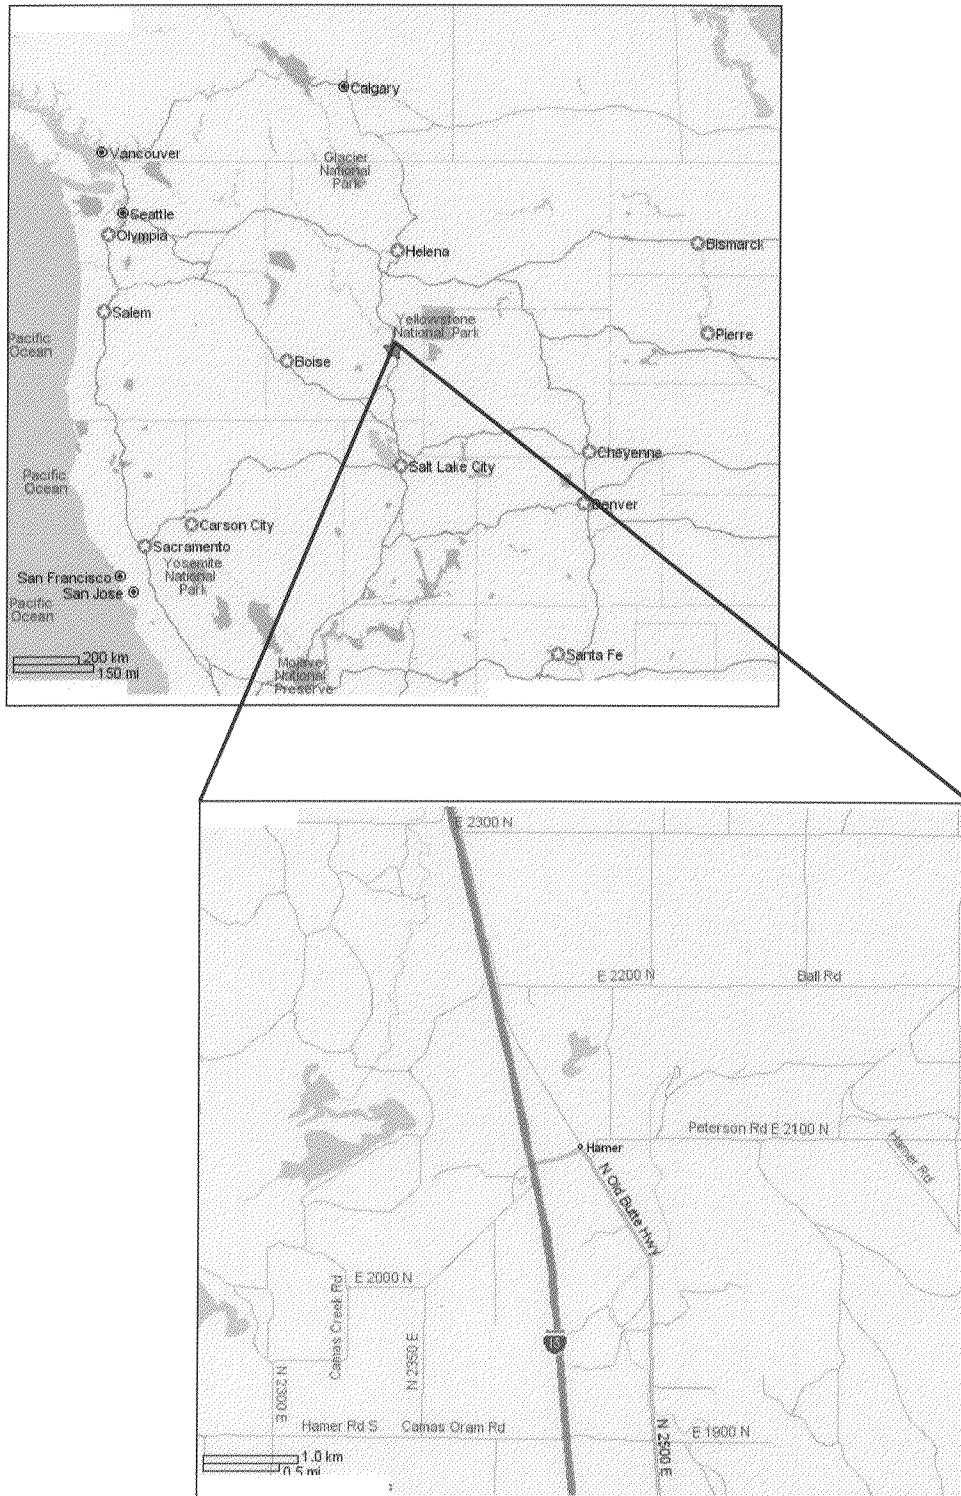 Calgary
Vancouver
Glacier
National
Park
Seattle
Olympia
Helena
Bismarck
Salem
Yellowstone
National Park
Pacific
Ocean
Pierre
Boise
Cheyenne
Salt Lake City
Pacific
Ocean
Denver
Carson City
Sacramento
Yosemite
National
Park
San Francisco
San Jose
Pacific
Ocean
Santa Fe
200 km
150 mi
Mojave
National
Preserve
E 2300 N
E 2200 N
Ball Rd
Peterson Rd E 2100 N
Hamer
Hamer Rd
N Old Butte Hwy
E 2000 N
Camas Creek Rd
N 2350 E
15
N 2300 E
Hamer Rd S
Camas Oram Rd
N 2500 E
E 1900 N
1.0 km
0.5 mi